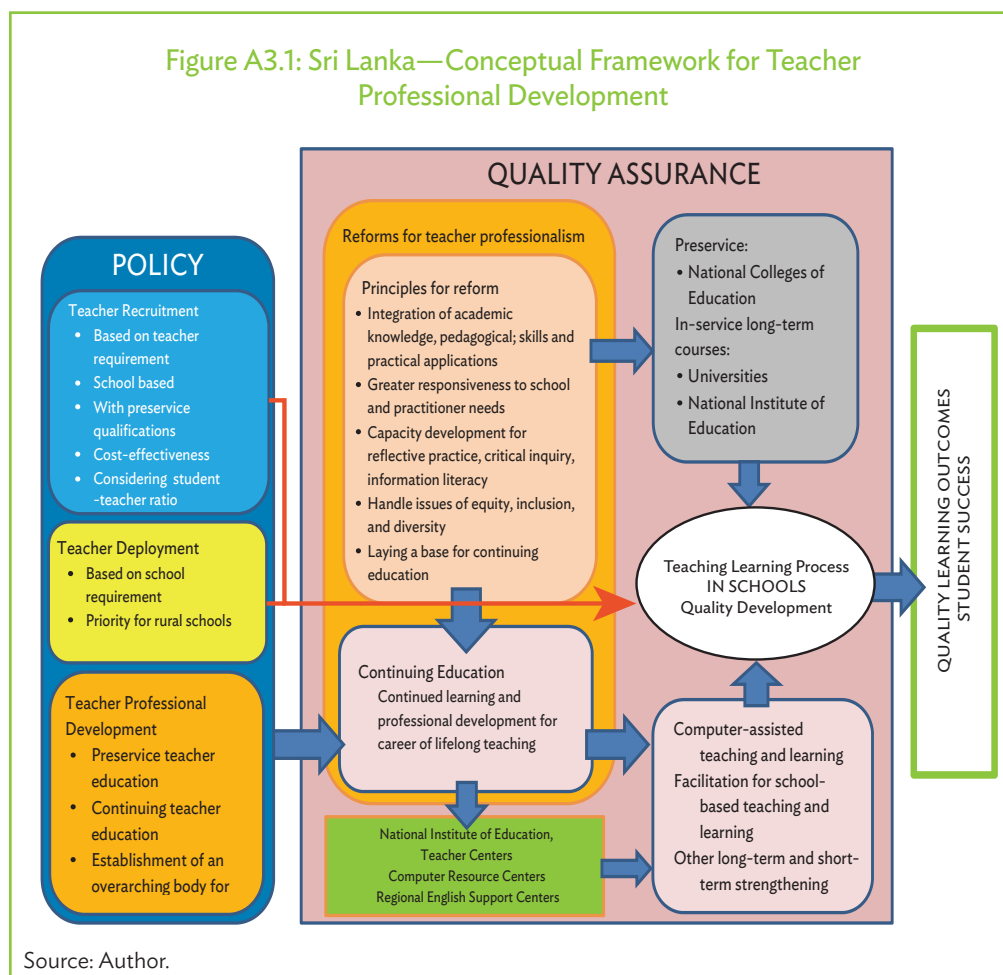 Figure A3.1: Sri Lanka—Conceptual Framework for Teacher
Professional Development
QUALITY ASSURANCE
POLICY
Teacher Recruitment
• Based on teacher
requirement
• School based
• With preservice
qualifications
• Cost-effectiveness
• Considering student
-teacher ratio
Teacher Deployment
• Based on school
requirement
• Priority for rural schools
Teacher Professional
Development
• Preservice teacher
education
• Continuing teacher
education
• Establishment of an
overarching body for
Reforms for teacher professionalism
Principles for reform
• Integration of academic
knowledge, pedagogical; skills and
practical applications
• Greater responsiveness to school
and practitioner needs
• Capacity development for
reflective practice, critical inquiry,
information literacy
• Handle issues of equity, inclusion,
and diversity
• Laying a base for continuing
education
Continuing Education
Continued learning and
professional development for
career of lifelong teaching
National Institute of Education,
Teacher Centers
Computer Resource Centers
Regional English Support Centers
Preservice:
• National Colleges of
Education
In-service long-term
courses:
• Universities
• National Institute of
Education
Teaching Learning Process
IN SCHOOLS
Quality Development
Computer-assisted
teaching and learning
Facilitation for school-
based teaching and
learning
Other long-term and short-
term strengthening
QUALITY LEARNING OUTCOMES
STUDENT SUCCESS
Source: Author.